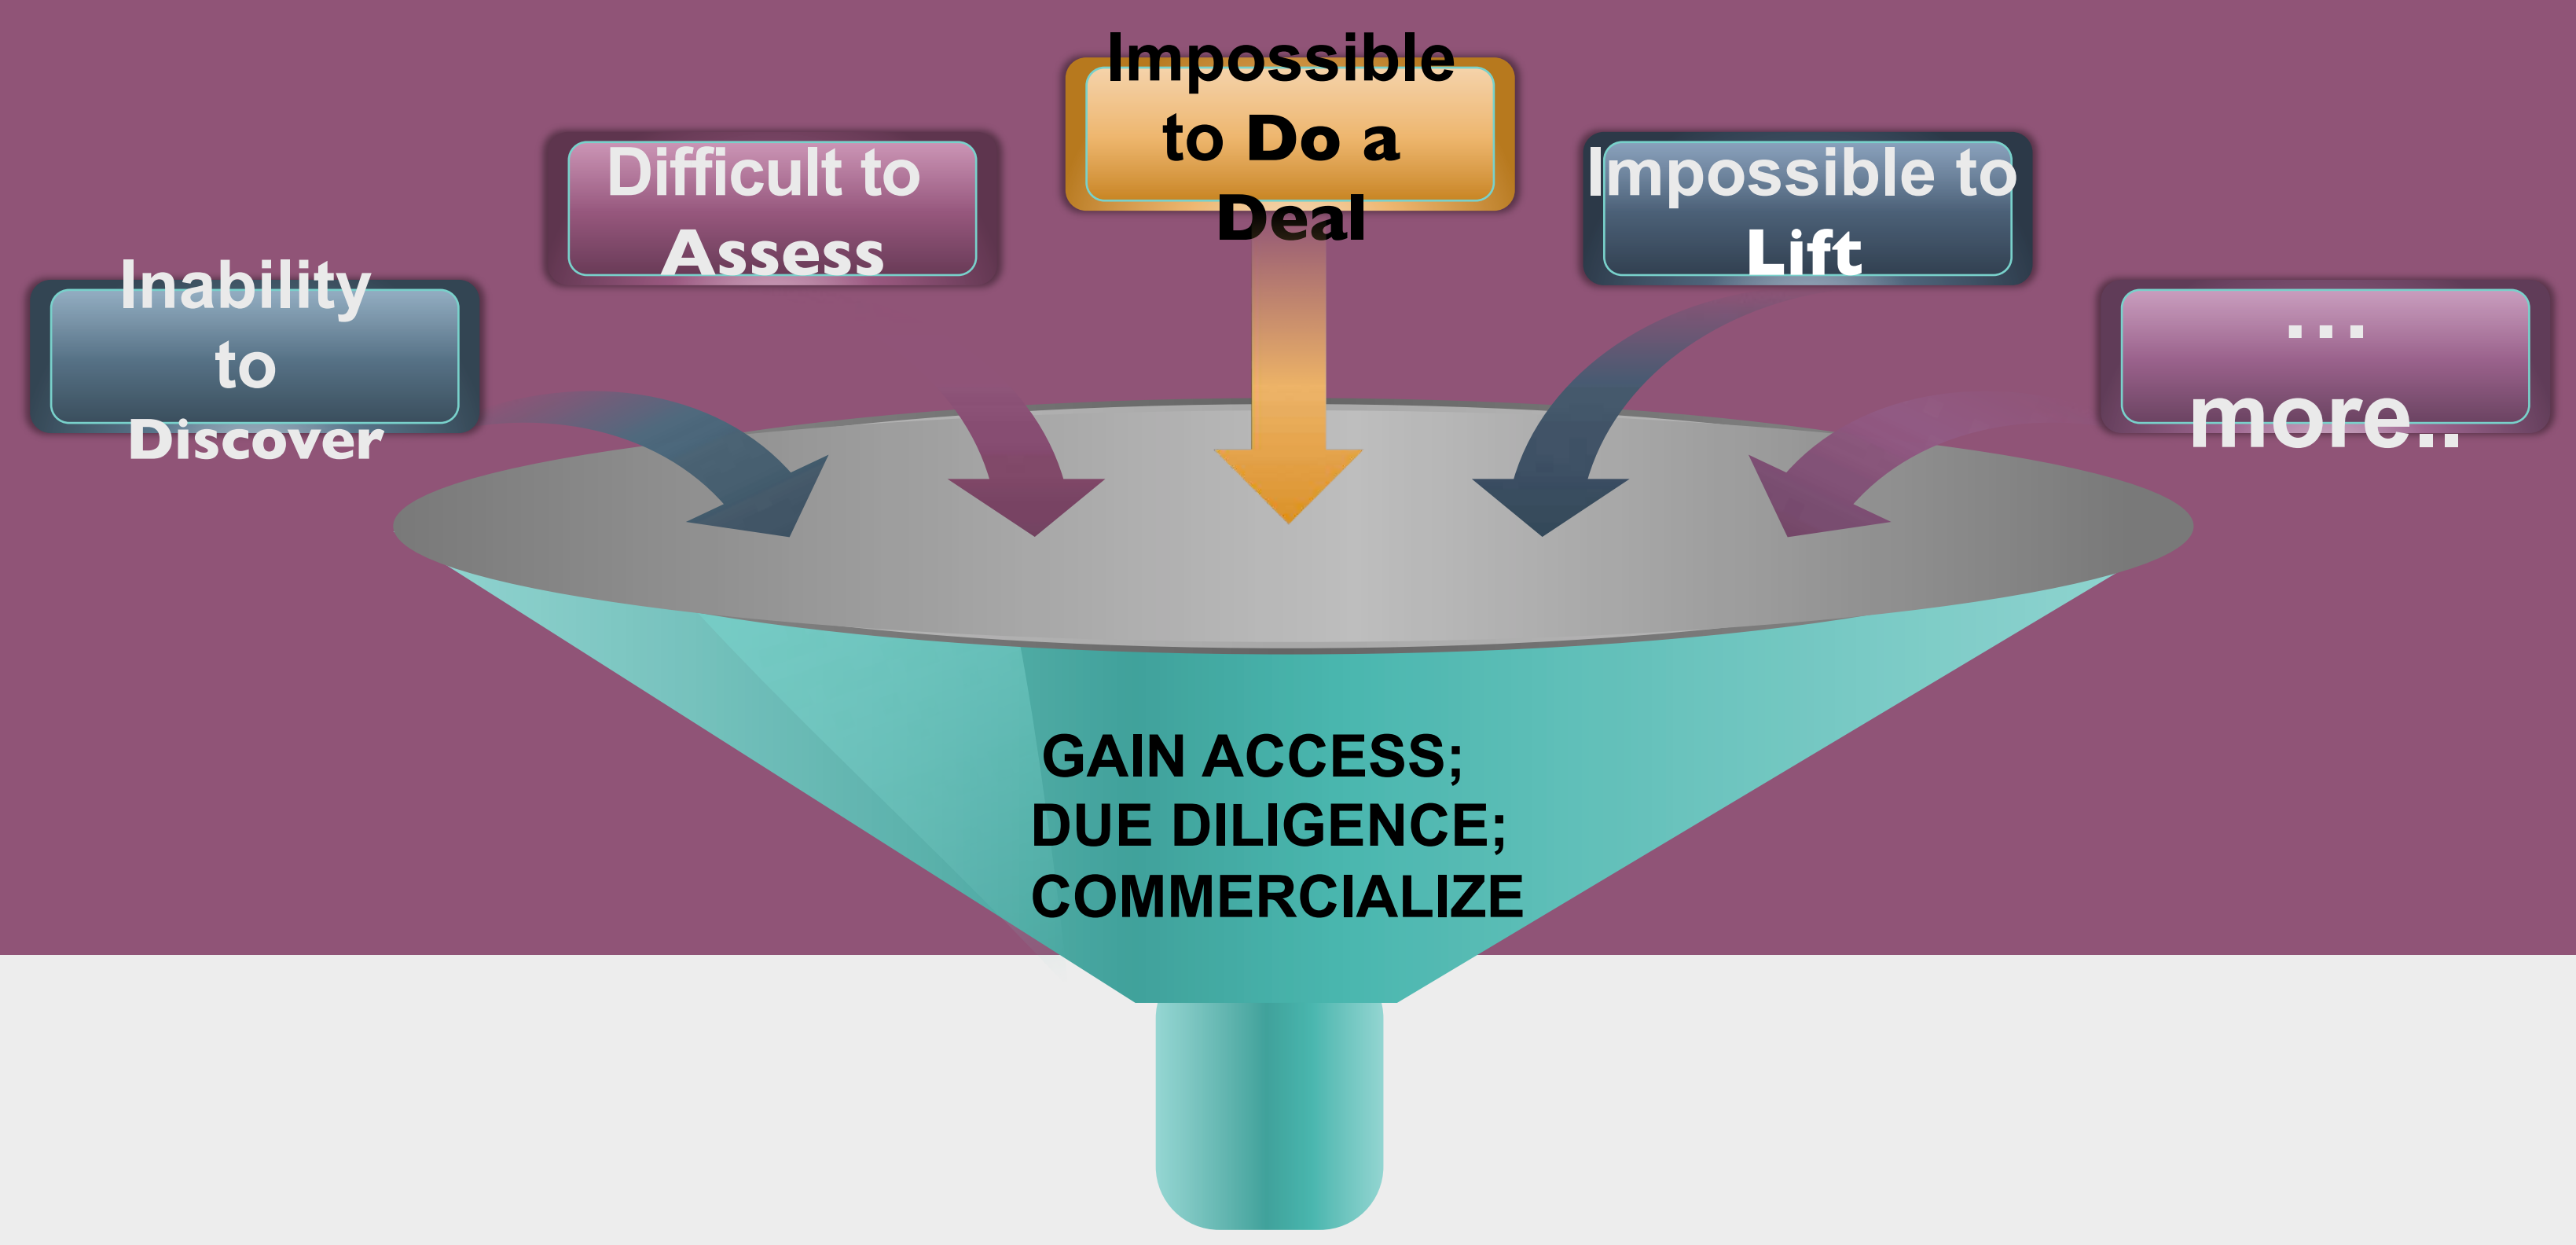 Inability
to
Discover
Difficult to
Assess
Impossible
to Do a
Deal
Impossible to
Lift
…
more..
GAIN ACCESS;
DUE DILIGENCE;
COMMERCIALIZE